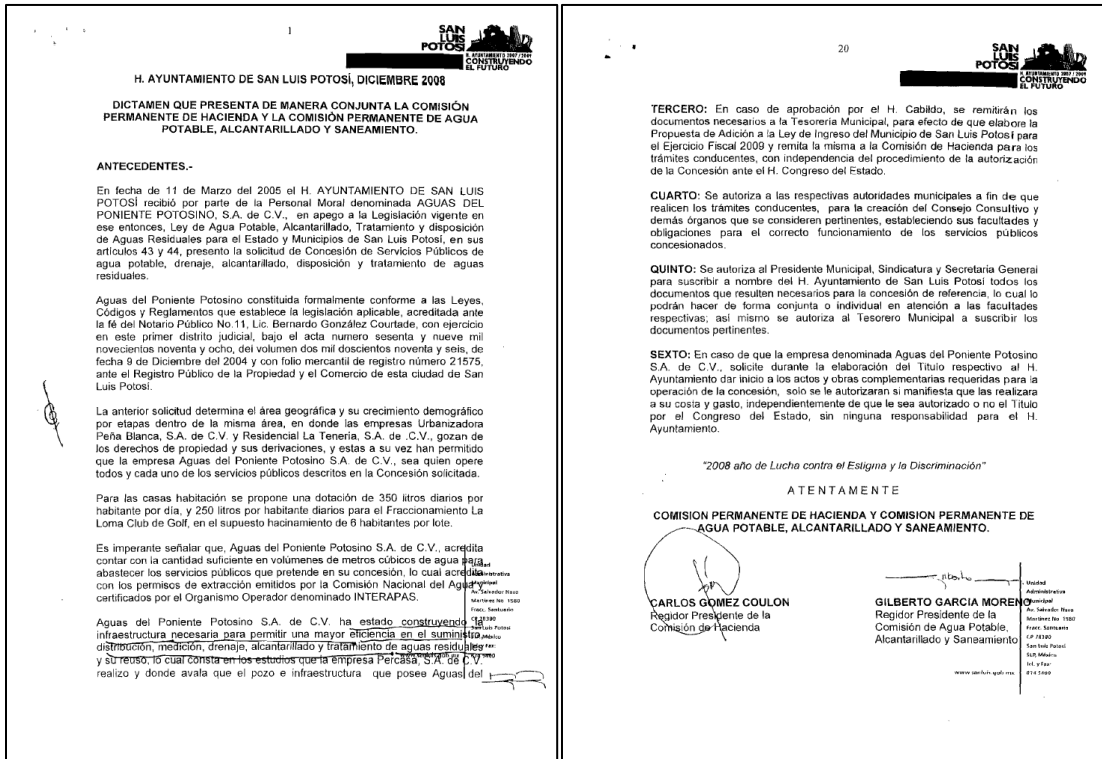 1
SAN
LUIS
POTOSÍ
H. AYUNTAMIENTO 2007 / 2009
CONSTRUYENDO
EL FUTURO
H. AYUNTAMIENTO DE SAN LUIS POTOSÍ, DICIEMBRE 2008
DICTAMEN QUE PRESENTA DE MANERA CONJUNTA LA COMISIÓN
PERMANENTE DE HACIENDA Y LA COMISIÓN PERMANENTE DE AGUA
POTABLE, ALCANTARILLADO Y SANEAMIENTO.
ANTECEDENTES.-
En fecha de 11 de Marzo del 2005 el H. AYUNTAMIENTO DE SAN LUIS
POTOSÍ recibió por parte de la Personal Moral denominada AGUAS DEL
PONIENTE POTOSINO, S.A. de C.V., en apego a la Legislación vigente en
ese entonces, Ley de Agua Potable, Alcantarillado, Tratamiento y disposición
de Aguas Residuales para el Estado y Municipios de San Luis Potosí, en sus
artículos 43 y 44, presento la solicitud de Concesión de Servicios Públicos de
agua potable, drenaje, alcantarillado, disposición y tratamiento de aguas
residuales.
Aguas del Poniente Potosino constituida formalmente conforme a las Leyes,
Códigos y Reglamentos que establece la legislación aplicable, acreditada ante
la fé del Notario Público No.11, Lic. Bernardo González Courtade, con ejercicio
en este primer distrito judicial, bajo el acta numero sesenta y nueve mil
novecientos noventa y ocho, del volumen dos mil doscientos noventa y seis, de
fecha 9 de Diciembre del 2004 y con folio mercantil de registro número 21575,
ante el Registro Público de la Propiedad y el Comercio de esta ciudad de San
Luis Potosí.
La anterior solicitud determina el área geográfica y su crecimiento demográfico
por etapas dentro de la misma área, en donde las empresas Urbanizadora
Peña Blanca, S.A. de C.V. y Residencial La Tenería, S.A. de .C.V., gozan de
los derechos de propiedad y sus derivaciones, y estas a su vez han permitido
que la empresa Aguas del Poniente Potosino S.A. de C.V., sea quien opere
todos y cada uno de los servicios públicos descritos en la Concesión solicitada.
Para las casas habitación se propone una dotación de 350 litros diarios por
habitante por día, y 250 litros por habitante diarios para el Fraccionamiento La
Loma Club de Golf, en el supuesto hacinamiento de 6 habitantes por lote.
Es imperante señalar que, Aguas del Poniente Potosino S.A. de C.V., acredita
contar con la cantidad suficiente en volúmenes de metros cúbicos de agua para
abastecer los servicios públicos que pretende en su concesión, lo cual acredita
con los permisos de extracción emitidos por la Comisión Nacional del Agua y
certificados por el Organismo Operador denominado INTERAPAS.
Aguas del Poniente Potosino S.A. de C.V. ha estado construyendo la
infraestructura necesaria para permitir una mayor eficiencia en el suministro,
distribución, medición, drenaje, alcantarillado y tratamiento de aguas residuales
y su reuso, lo cual consta en los estudios que la empresa Percasa, S.A. de C.V.
realizo y donde avala que el pozo e infraestructura que posee Aguas del
20
SAN
LUIS
POTOSÍ
H. AYUNTAMIENTO 2007 / 2009
CONSTRUYENDO
EL FUTURO
TERCERO: En caso de aprobación por el H. Cabildo, se remitirán los
documentos necesarios a la Tesorería Municipal, para efecto de que elabore la
Propuesta de Adición a la Ley de Ingreso del Municipio de San Luis Potosí para
el Ejercicio Fiscal 2009 y remita la misma a la Comisión de Hacienda para los
trámites conducentes, con independencia del procedimiento de la autorización
de la Concesión ante el H. Congreso del Estado.
CUARTO: Se autoriza a las respectivas autoridades municipales a fin de que
realicen los trámites conducentes, para la creación del Consejo Consultivo y
demás órganos que se consideren pertinentes, estableciendo sus facultades y
obligaciones para el correcto funcionamiento de los servicios públicos
concesionados.
QUINTO: Se autoriza al Presidente Municipal, Sindicatura y Secretaria General
para suscribir a nombre del H. Ayuntamiento de San Luis Potosí todos los
documentos que resulten necesarios para la concesión de referencia, lo cual lo
podrán hacer de forma conjunta o individual en atención a las facultades
respectivas; así mismo se autoriza al Tesorero Municipal a suscribir los
documentos pertinentes.
SEXTO: En caso de que la empresa denominada Aguas del Poniente Potosino
S.A. de C.V., solicite durante la elaboración del Titulo respectivo al H.
Ayuntamiento dar inicio a los actos y obras complementarias requeridas para la
operación de la concesión, solo se le autorizaran si manifiesta que las realizara
a su costa y gasto, independientemente de que le sea autorizado o no el Titulo
por el Congreso del Estado, sin ninguna responsabilidad para el H.
Ayuntamiento.
"2008 año de Lucha contra el Estigma y la Discriminación"
ATENTAMENTE
COMISION PERMANENTE DE HACIENDA Y COMISION PERMANENTE DE
AGUA POTABLE, ALCANTARILLADO Y SANEAMIENTO.
CARLOS GOMEZ COULON
Regidor Presidente de la
Comisión de Hacienda
GILBERTO GARCIA MORENO
Regidor Presidente de la
Comisión de Agua Potable,
Alcantarillado y Saneamiento
Unidad
Administrativa
Municipal
Av. Salvador Nava
Martínez No. 1580
Fracc. Santuario
CP 78380
San Luis Potosí
SLP, México
Tel. y Fax:
www.sanluis.gob.mx